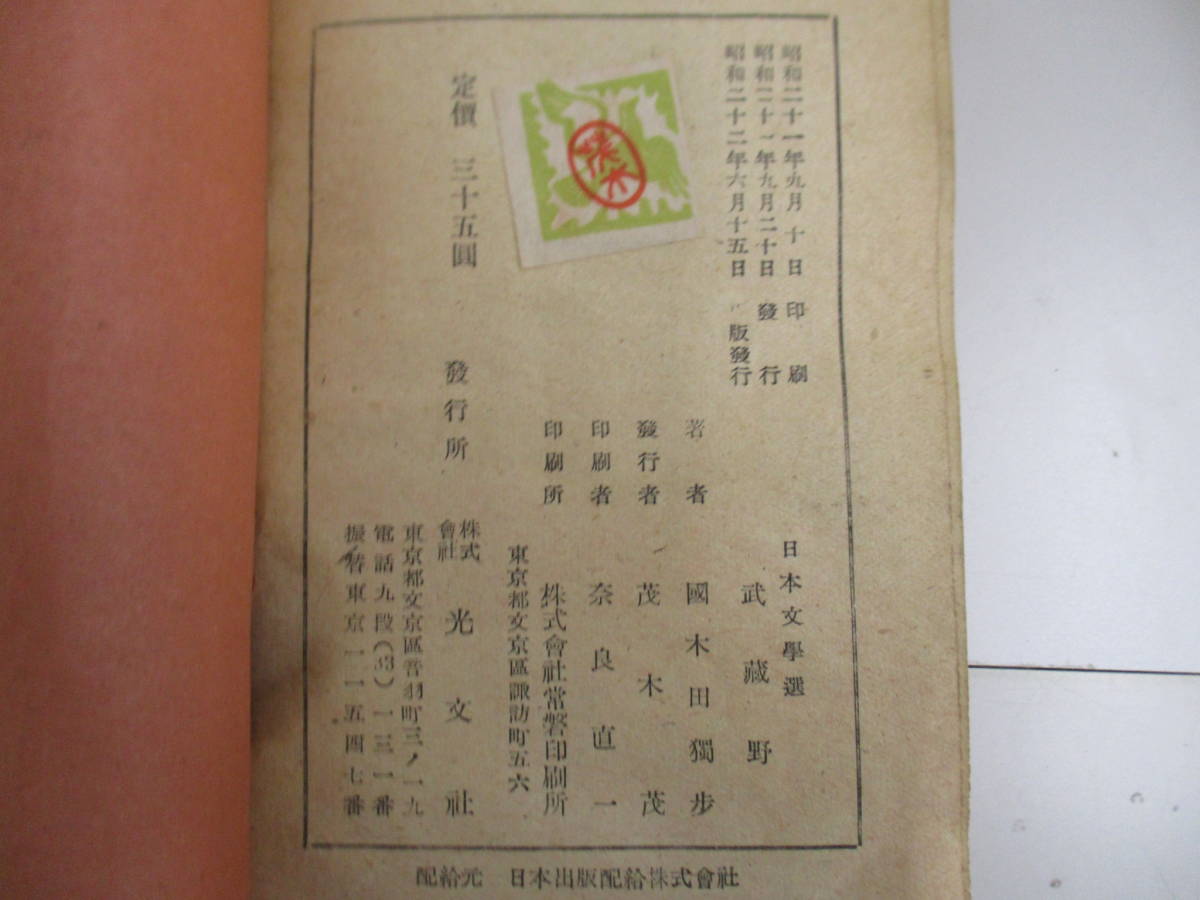 昭和二十一年九月十日印刷
昭和二十一年九月二十日發行
昭和二十二年六月十五日 版發行
日本文學選
武藏野
著者 國木田獨步
發行者 茂木茂
印刷者 奈良直一
印刷所 株式會社常磐印刷所
東京都文京區諏訪町五六
定價 三十五圓
發行所 株式會社 光文社
東京都文京區音羽町三ノ一九
電話九段(33)一三一番
振替東京一一五四七番
配給元 日本出版配給株式會社